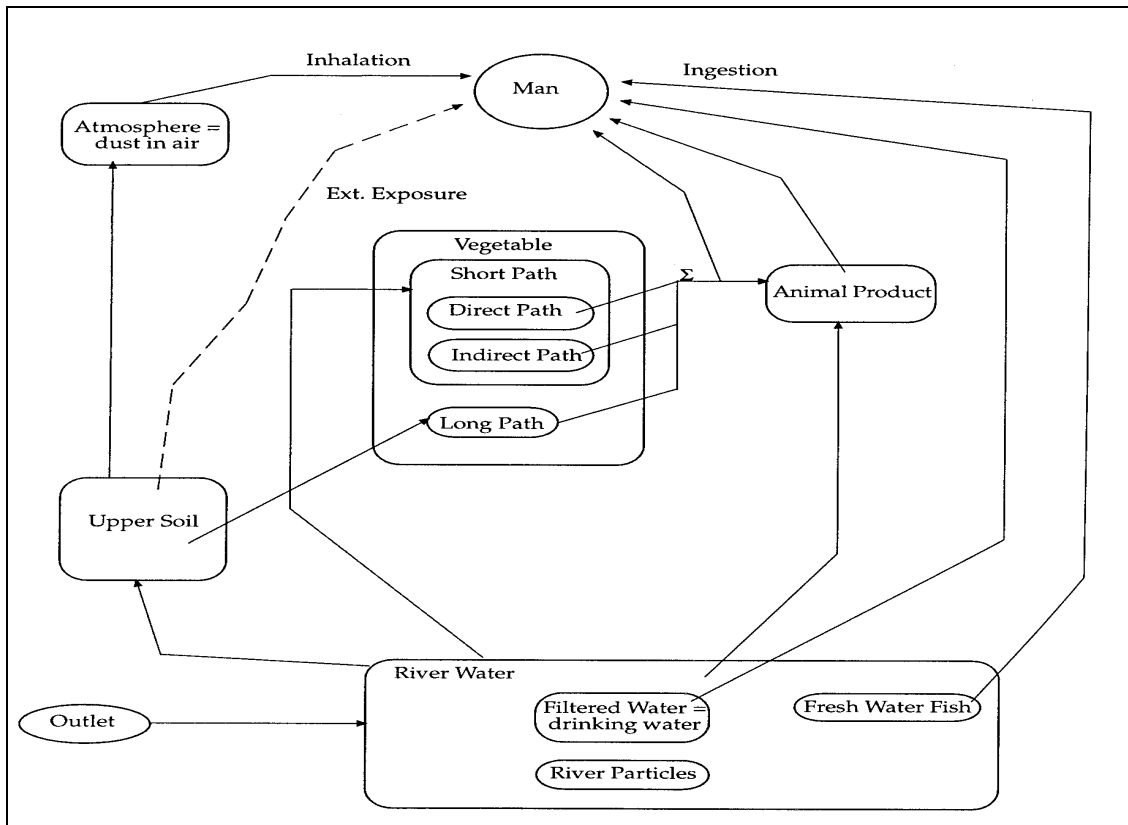 Inhalation
Man
Ingestion
Atmosphere =
dust in air
Ext. Exposure
Vegetable
Short Path
Σ
Direct Path
Animal Product
Indirect Path
Long Path
Upper Soil
River Water
Outlet
Filtered Water =
drinking water
Fresh Water Fish
River Particles